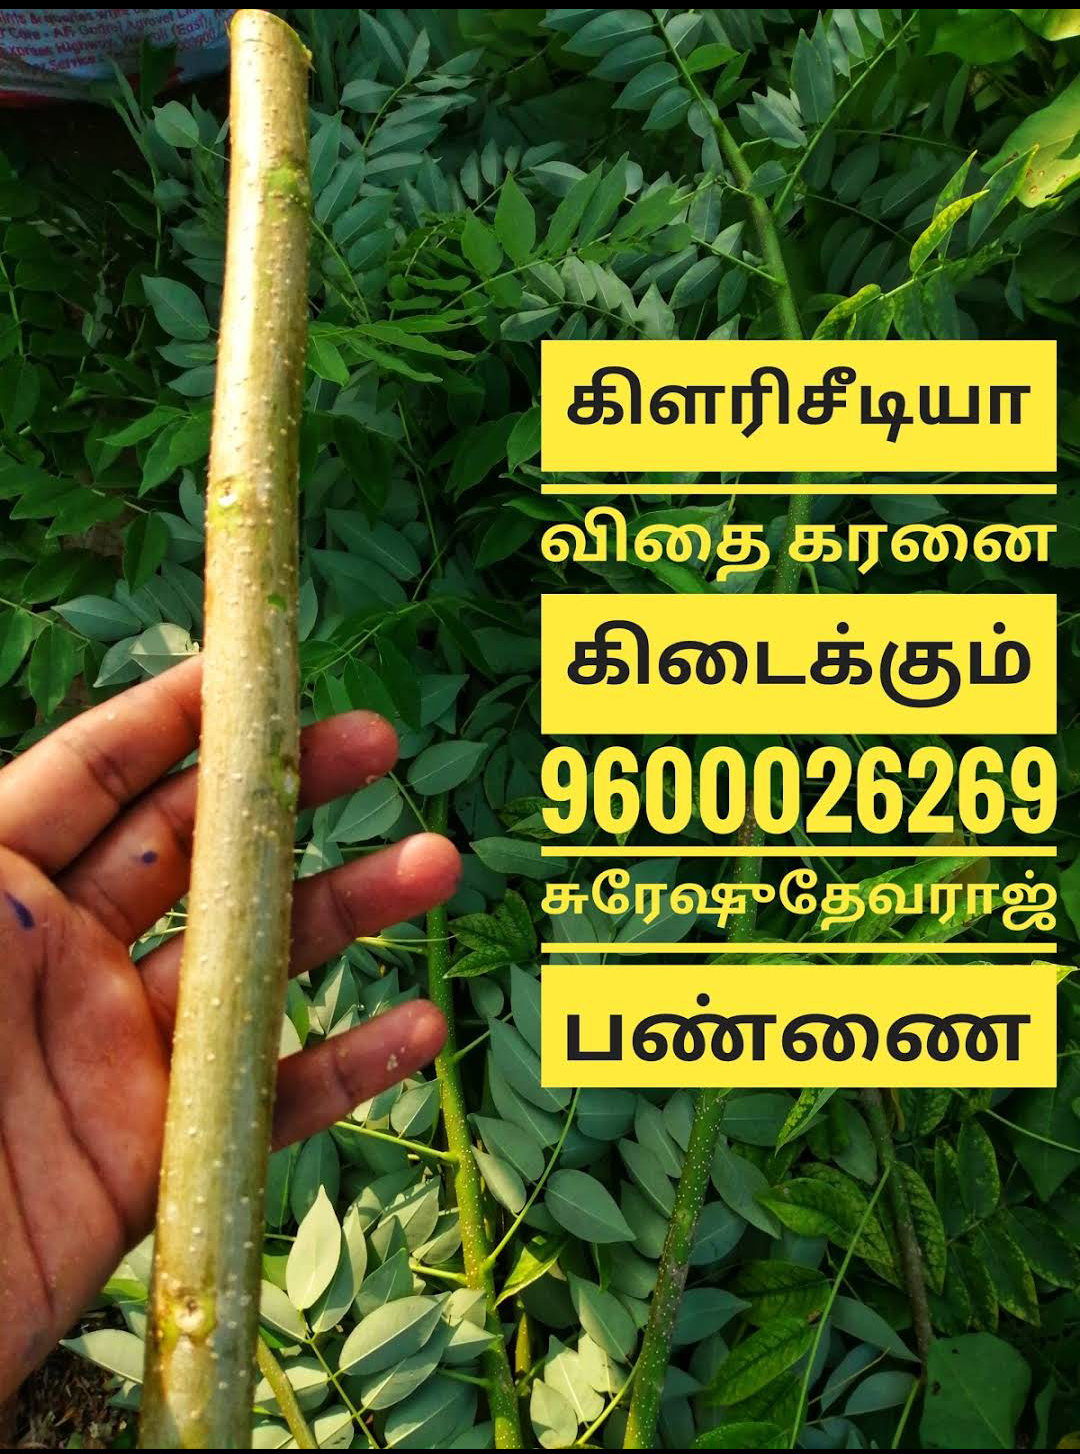 கிளரிசீடியா
விதை கரனை
கிடைக்கும்
9600026269
சுரேஷுதேவராஜ்
பண்ணை